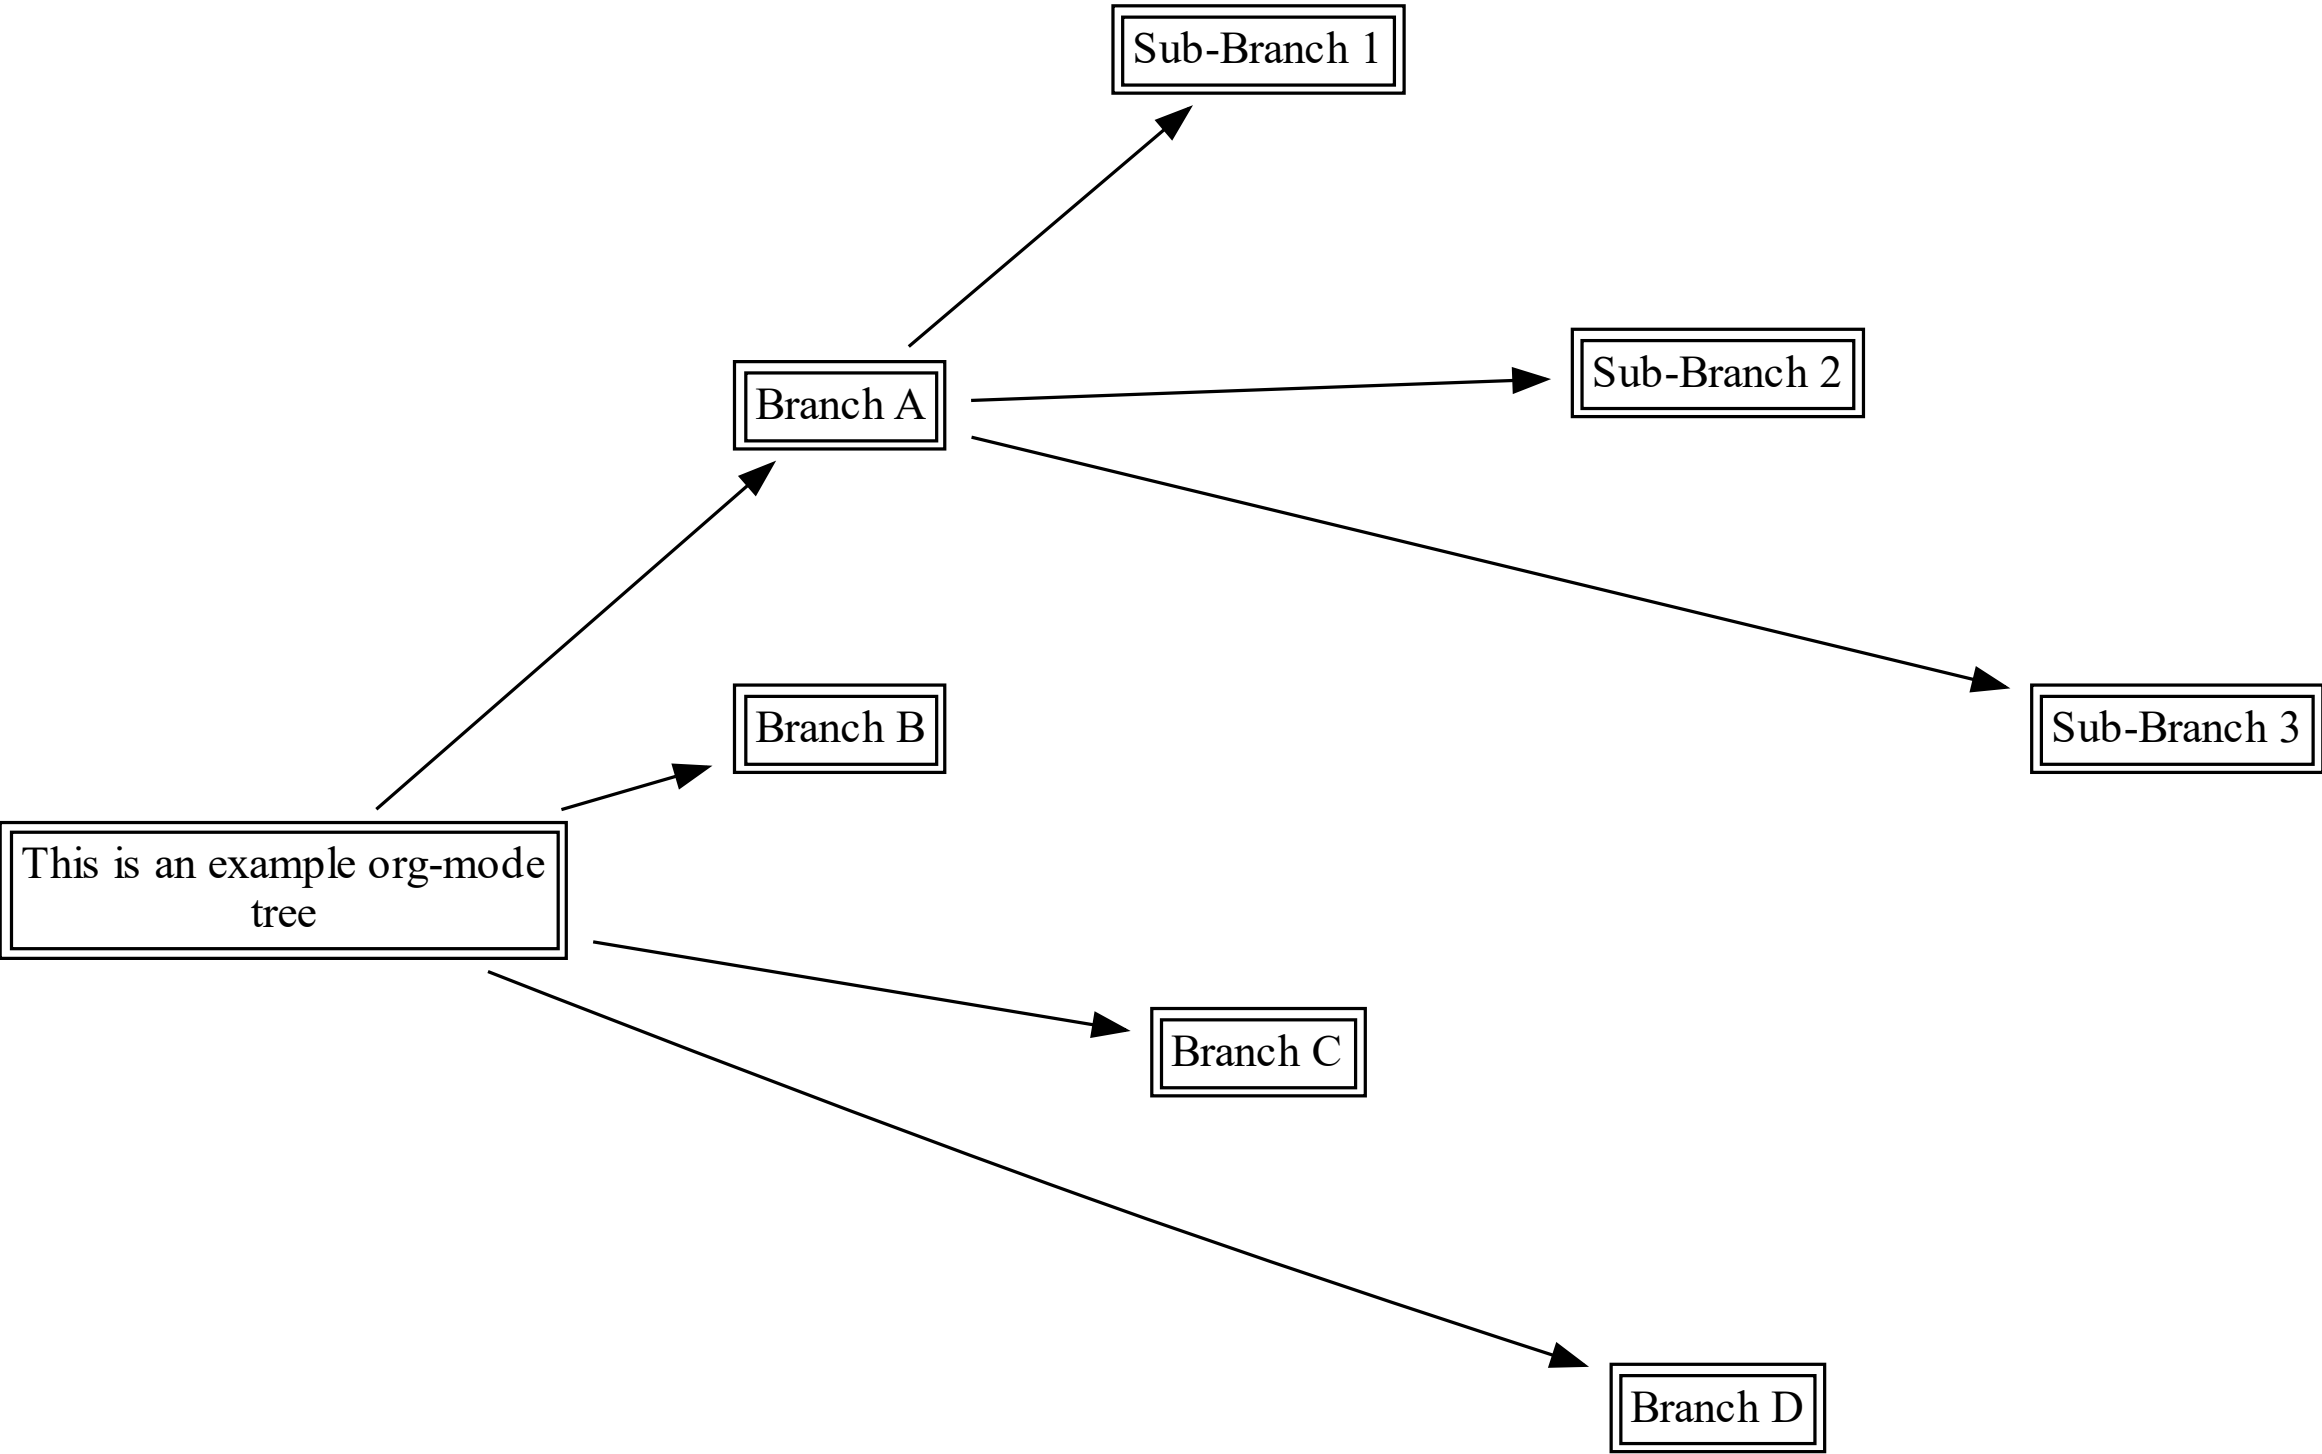 Sub-Branch 1
Sub-Branch 2
Branch A
Sub-Branch 3
Branch B
This is an example org-mode
tree
Branch C
Branch D